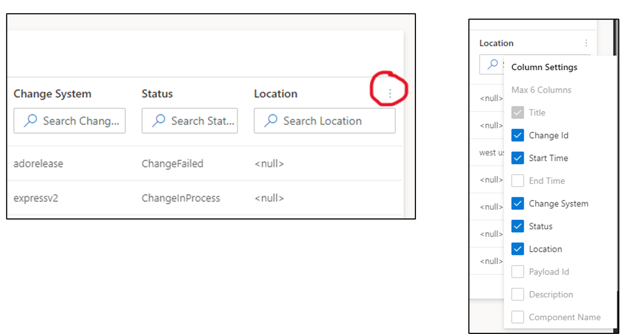 Change System Status Location
Search Chang... Search Stat... Search Location
adorelease ChangeFailed <null>
expressv2 ChangeInProcess <null>
Location
Column Settings
<null> Max 6 Columns
Title
<null> Change Id
west u Start Time
<null> End Time
<null> Change System
Status
<null> Location
<null> Payload Id
Description
Component Name